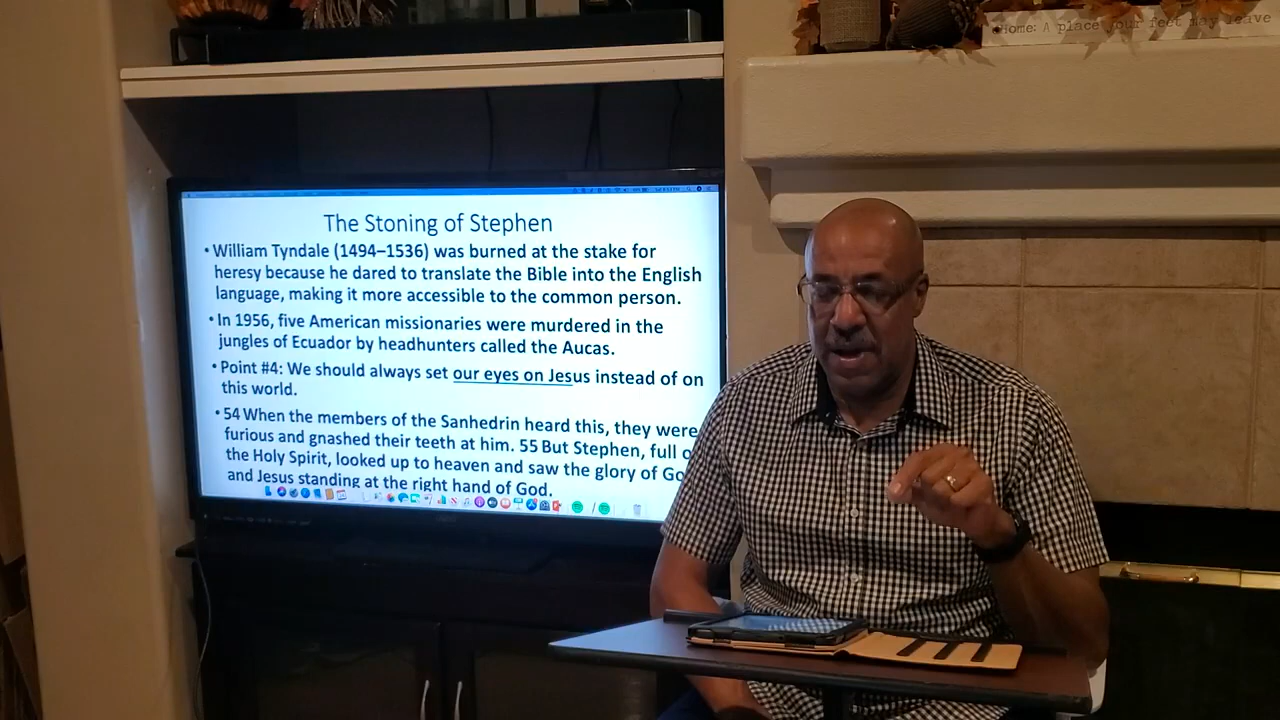 Home: A place your feet may leave
The Stoning of Stephen
• William Tyndale (1494–1536) was burned at the stake for
heresy because he dared to translate the Bible into the English
language, making it more accessible to the common person.
• In 1956, five American missionaries were murdered in the
jungles of Ecuador by headhunters called the Aucas.
• Point #4: We should always set our eyes on Jesus instead of on
this world.
• 54 When the members of the Sanhedrin heard this, they were
furious and gnashed their teeth at him. 55 But Stephen, full o
the Holy Spirit, looked up to heaven and saw the glory of Go
and Jesus standing at the right hand of God.